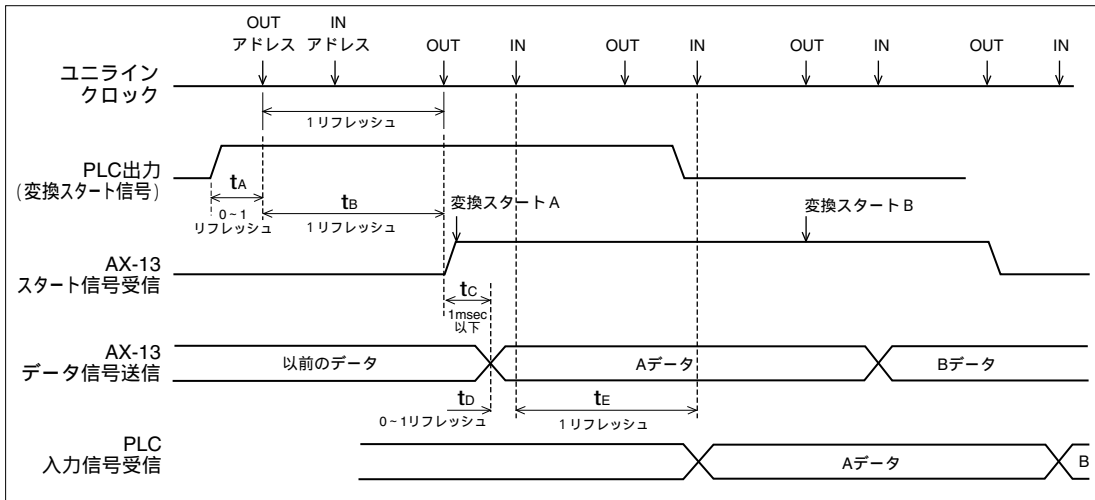 OUT
アドレス
IN
アドレス
OUT
IN
OUT
IN
OUT
IN
OUT
IN
ユニライン
クロック
1リフレッシュ
PLC出力
(変換スタート信号)
tA
0~1
リフレッシュ
tB
1リフレッシュ
変換スタートA
変換スタートB
AX-13
スタート信号受信
tC
1msec
以下
AX-13
データ信号送信
以前のデータ
Aデータ
Bデータ
tD
0~1リフレッシュ
tE
1リフレッシュ
PLC
入力信号受信
Aデータ
B